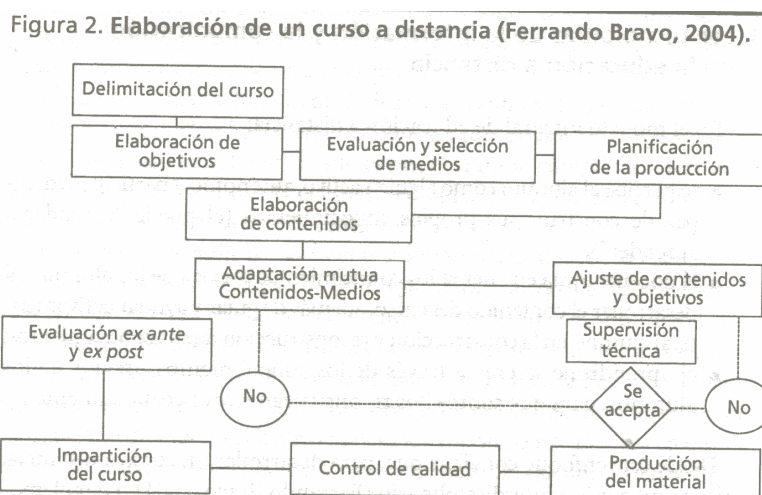 Figura 2. Elaboración de un curso a distancia (Ferrando Bravo, 2004).
Delimitación del curso
Elaboración de
objetivos
Evaluación y selección
de medios
Planificación
de la producción
Elaboración
de contenidos
Adaptación mutua
Contenidos-Medios
Ajuste de contenidos
y objetivos
Evaluación ex ante
y ex post
Supervisión
técnica
No
Se
acepta
No
Impartición
del curso
Control de calidad
Producción
del material